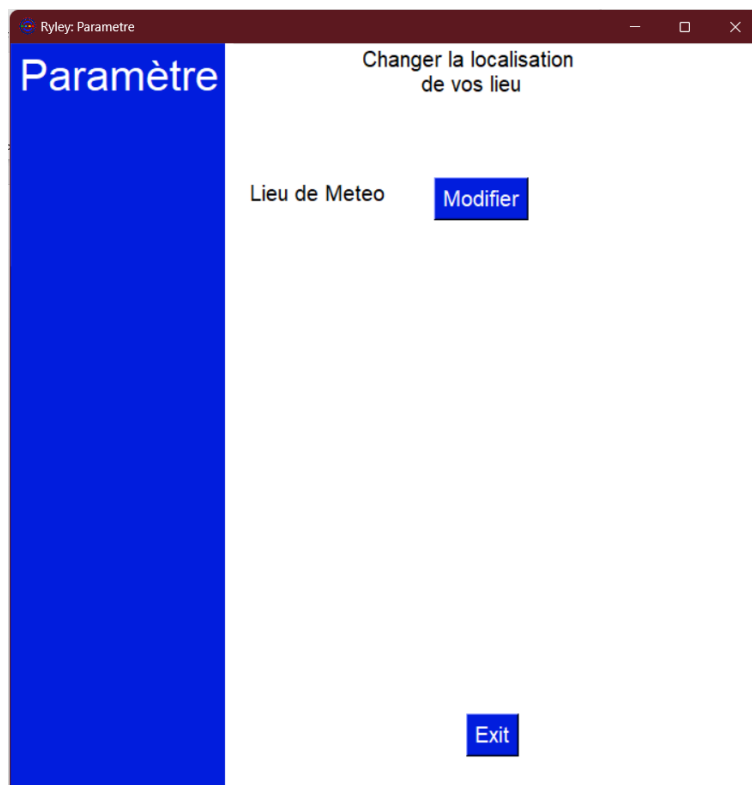 Ryley: Parametre
Paramètre
Changer la localisation
de vos lieu
Lieu de Meteo
Modifier
Exit